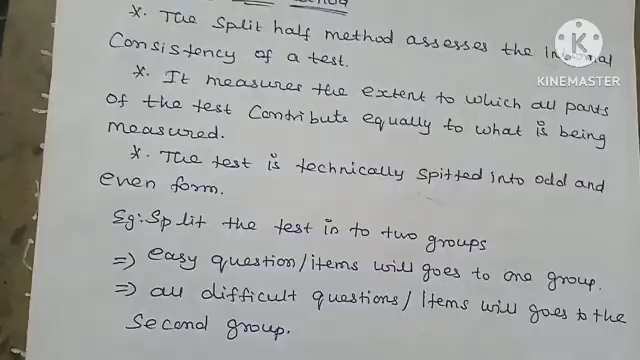 *. The Split half method assesses the Internal
Consistency of a test.
*. It measures the extent to which all parts
of the test Contribute equally to what is being
measured.
*. The test is technically spitted into odd and
even form.
Eg: Split the test in to two groups
⇒ easy question/items will goes to one group.
⇒ all difficult questions/ Items will goes to the
Second group.
K
KINEMASTER